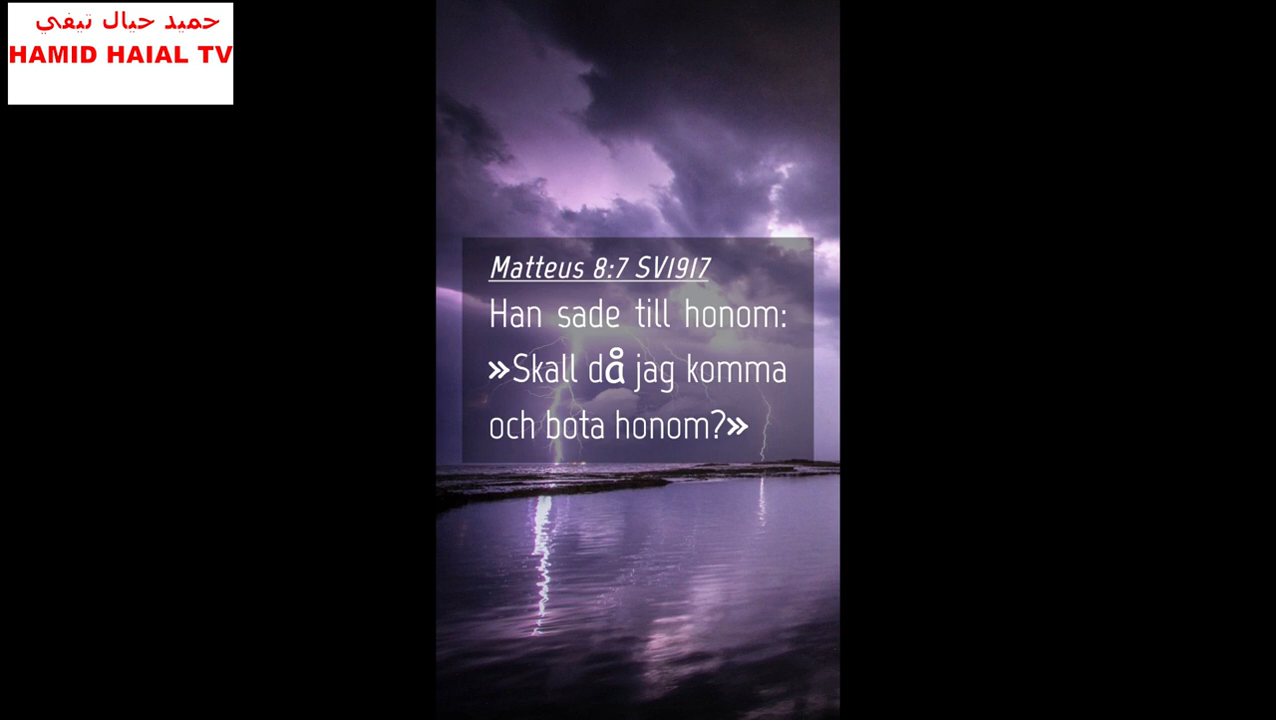 حميد حيال تيفي
HAMID HAIAL TV
Matteus 8:7 SV1917
Han sade till honom:
»Skall då jag komma
och bota honom?»